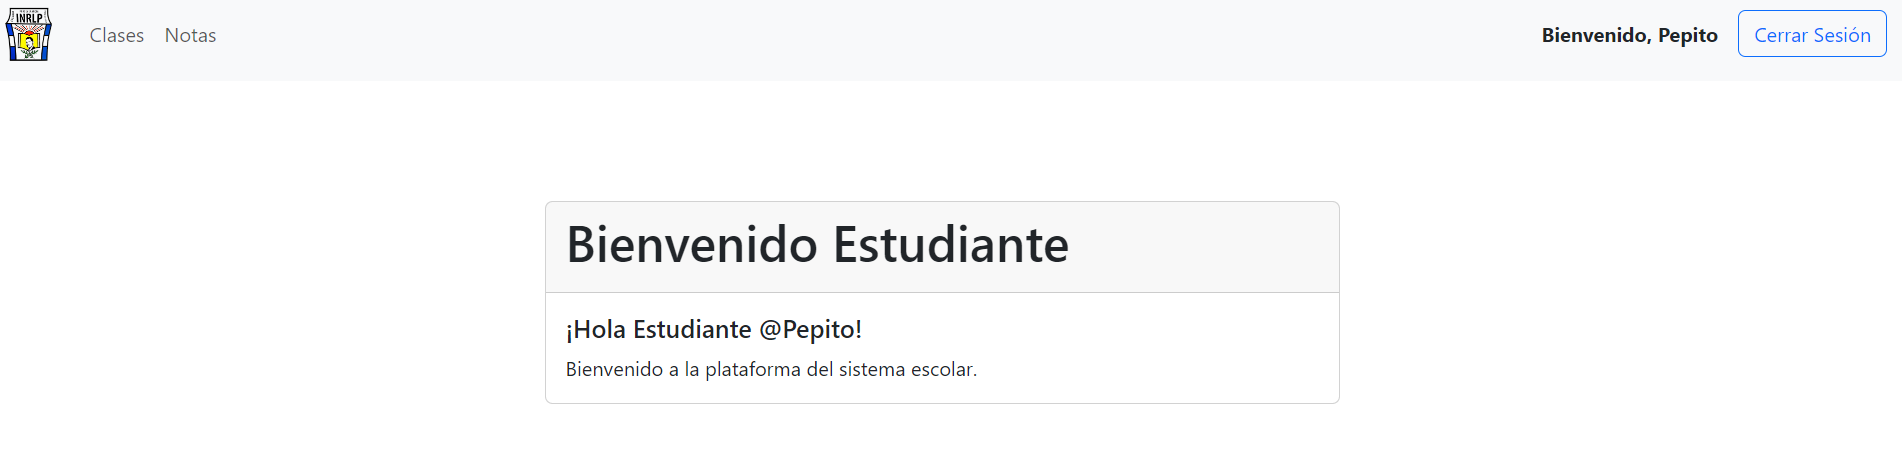 INRLP
Clases Notas Bienvenido, Pepito Cerrar Sesión
Bienvenido Estudiante
¡Hola Estudiante @Pepito!
Bienvenido a la plataforma del sistema escolar.